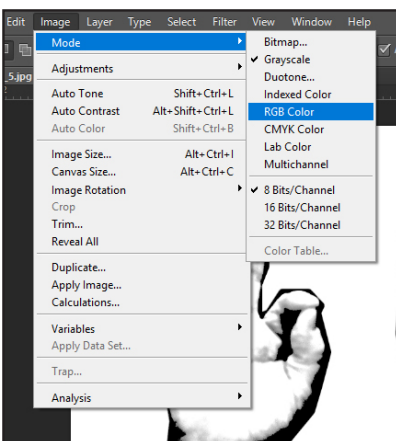 Edit Image Layer Type Select Filter View Window Help
_5.jpg
Mode
Adjustments
Auto Tone Shift+Ctrl+L
Auto Contrast Alt+Shift+Ctrl+L
Auto Color Shift+Ctrl+B
Image Size... Alt+Ctrl+I
Canvas Size... Alt+Ctrl+C
Image Rotation
Crop
Trim...
Reveal All
Duplicate...
Apply Image...
Calculations...
Variables
Apply Data Set...
Trap...
Analysis
Bitmap...
Grayscale
Duotone...
Indexed Color
RGB Color
CMYK Color
Lab Color
Multichannel
8 Bits/Channel
16 Bits/Channel
32 Bits/Channel
Color Table...